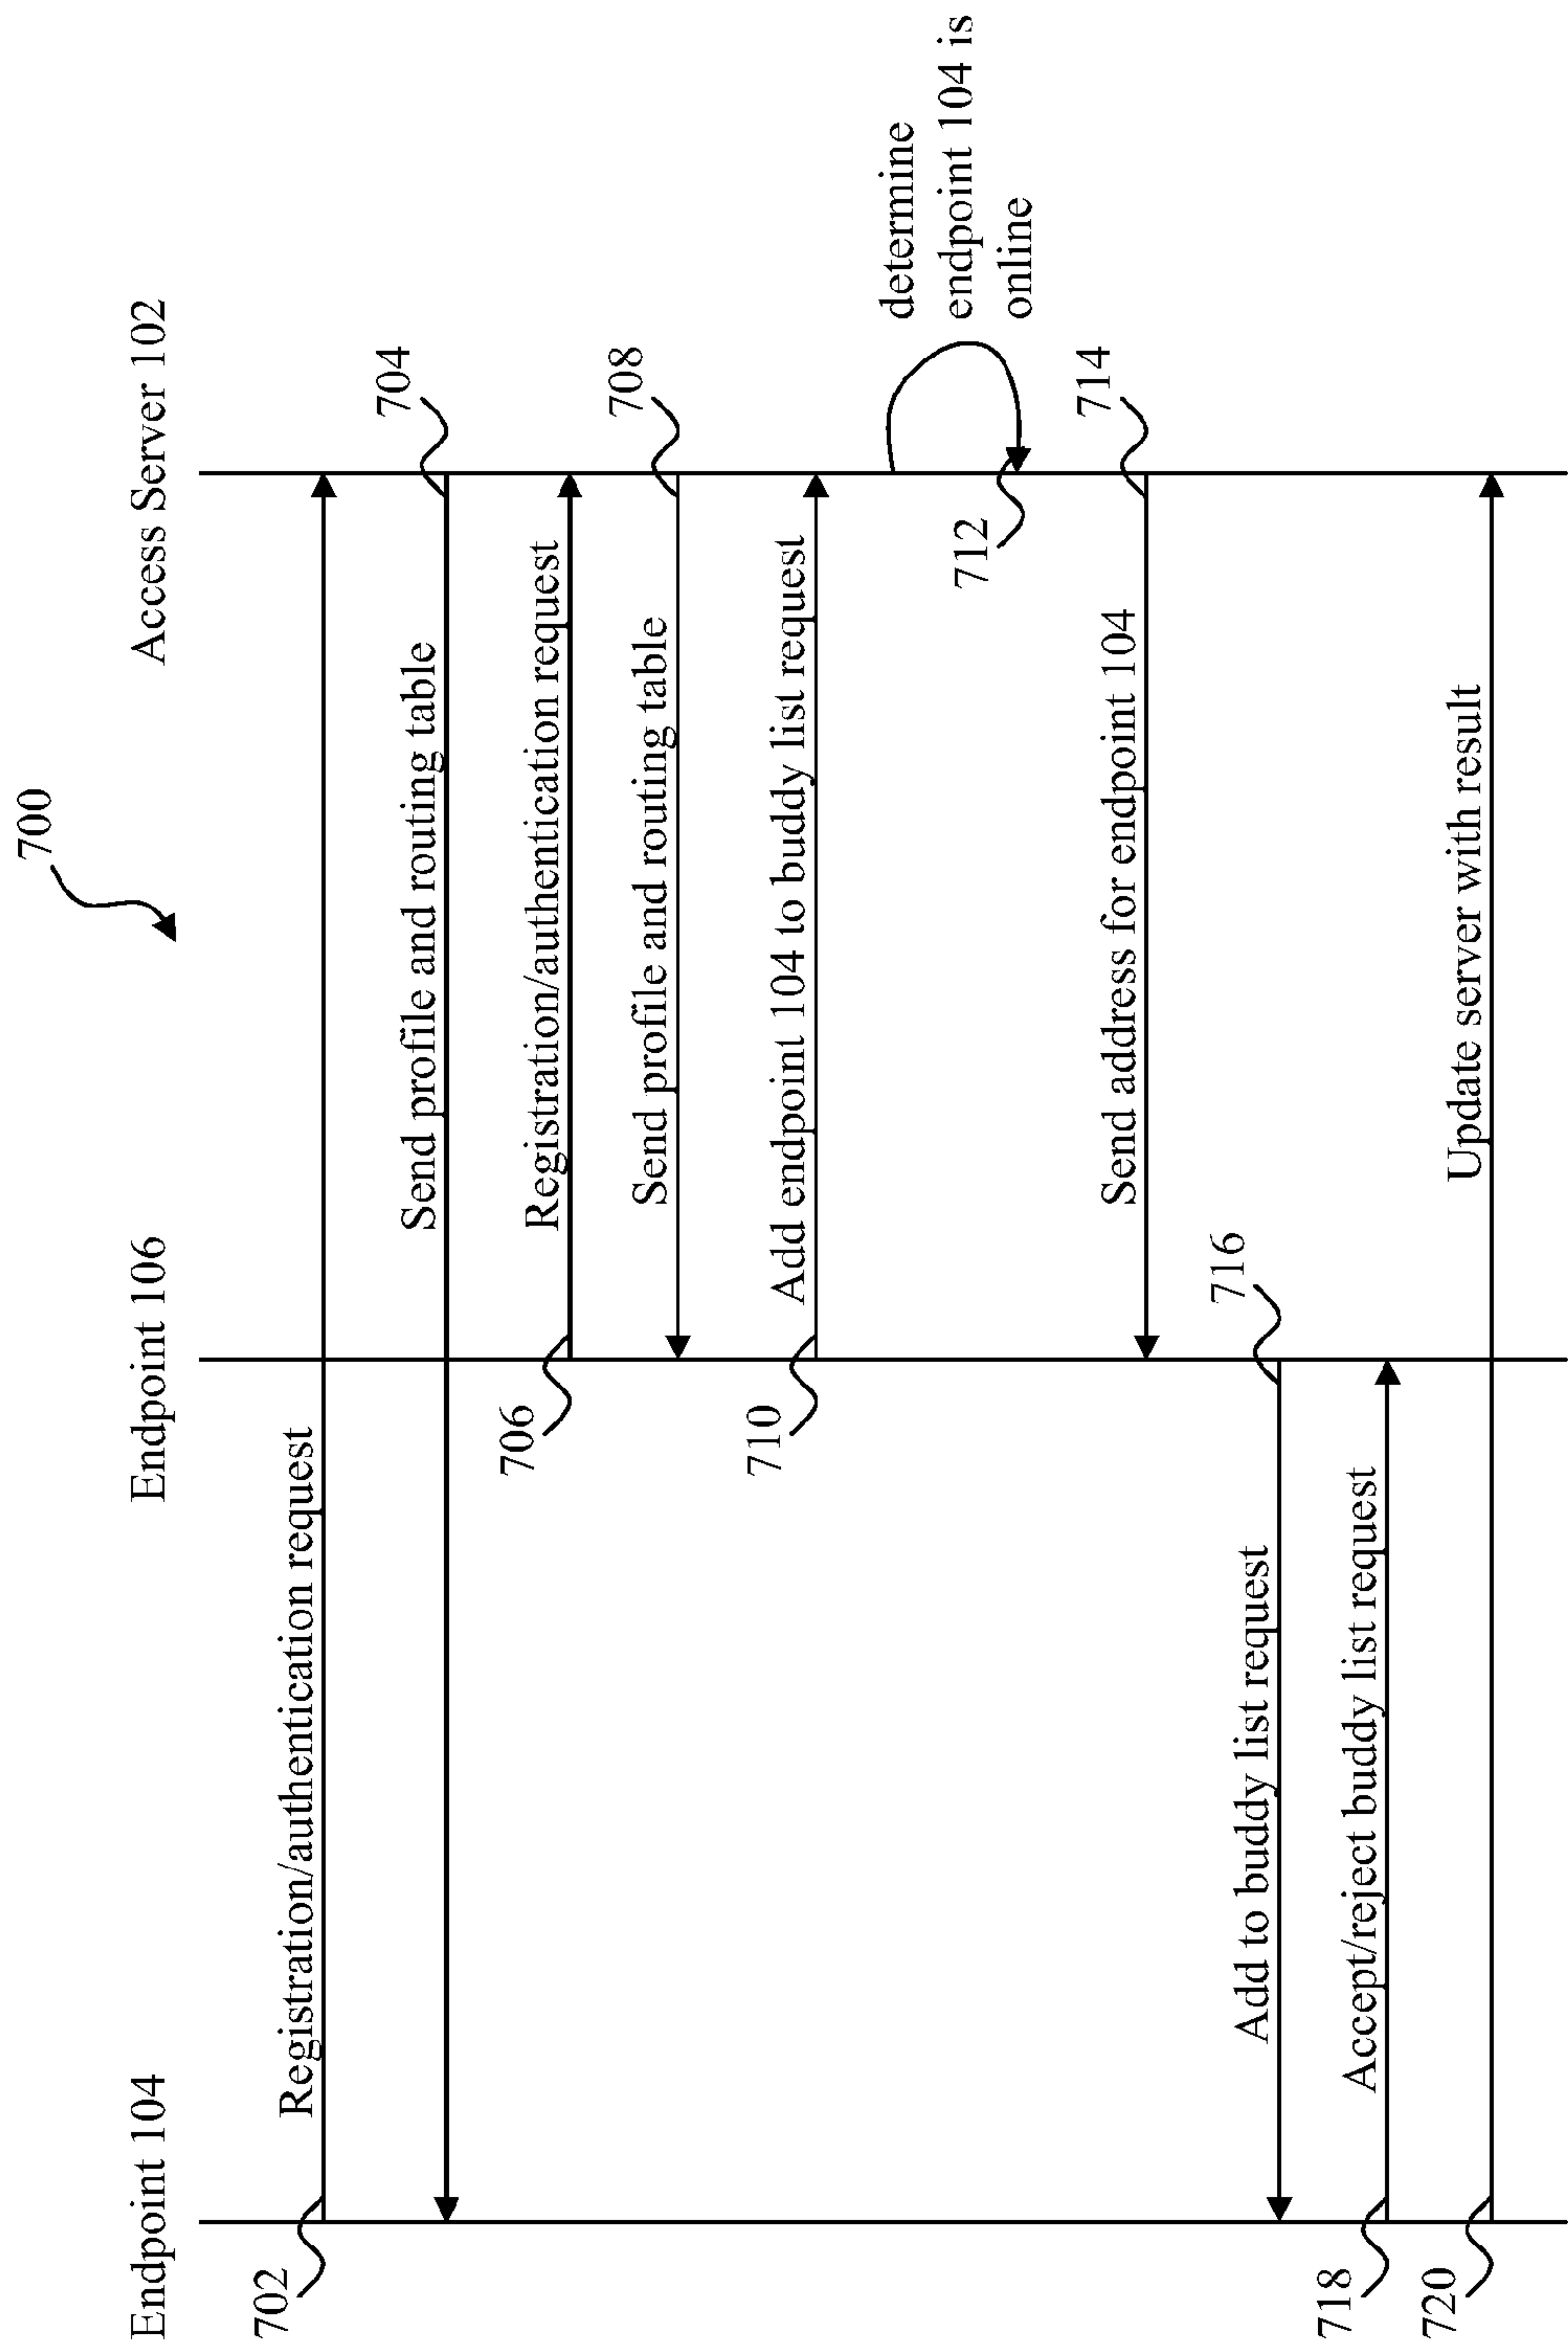 700
Endpoint 104
Endpoint 106
Access Server 102
Registration/authentication request
702
704
Send profile and routing table
Registration/authentication request
706
708
Send profile and routing table
Add endpoint 104 to buddy list request
710
determine
endpoint 104 is
online
712
714
Send address for endpoint 104
716
Add to buddy list request
Accept/reject buddy list request
718
Update server with result
720